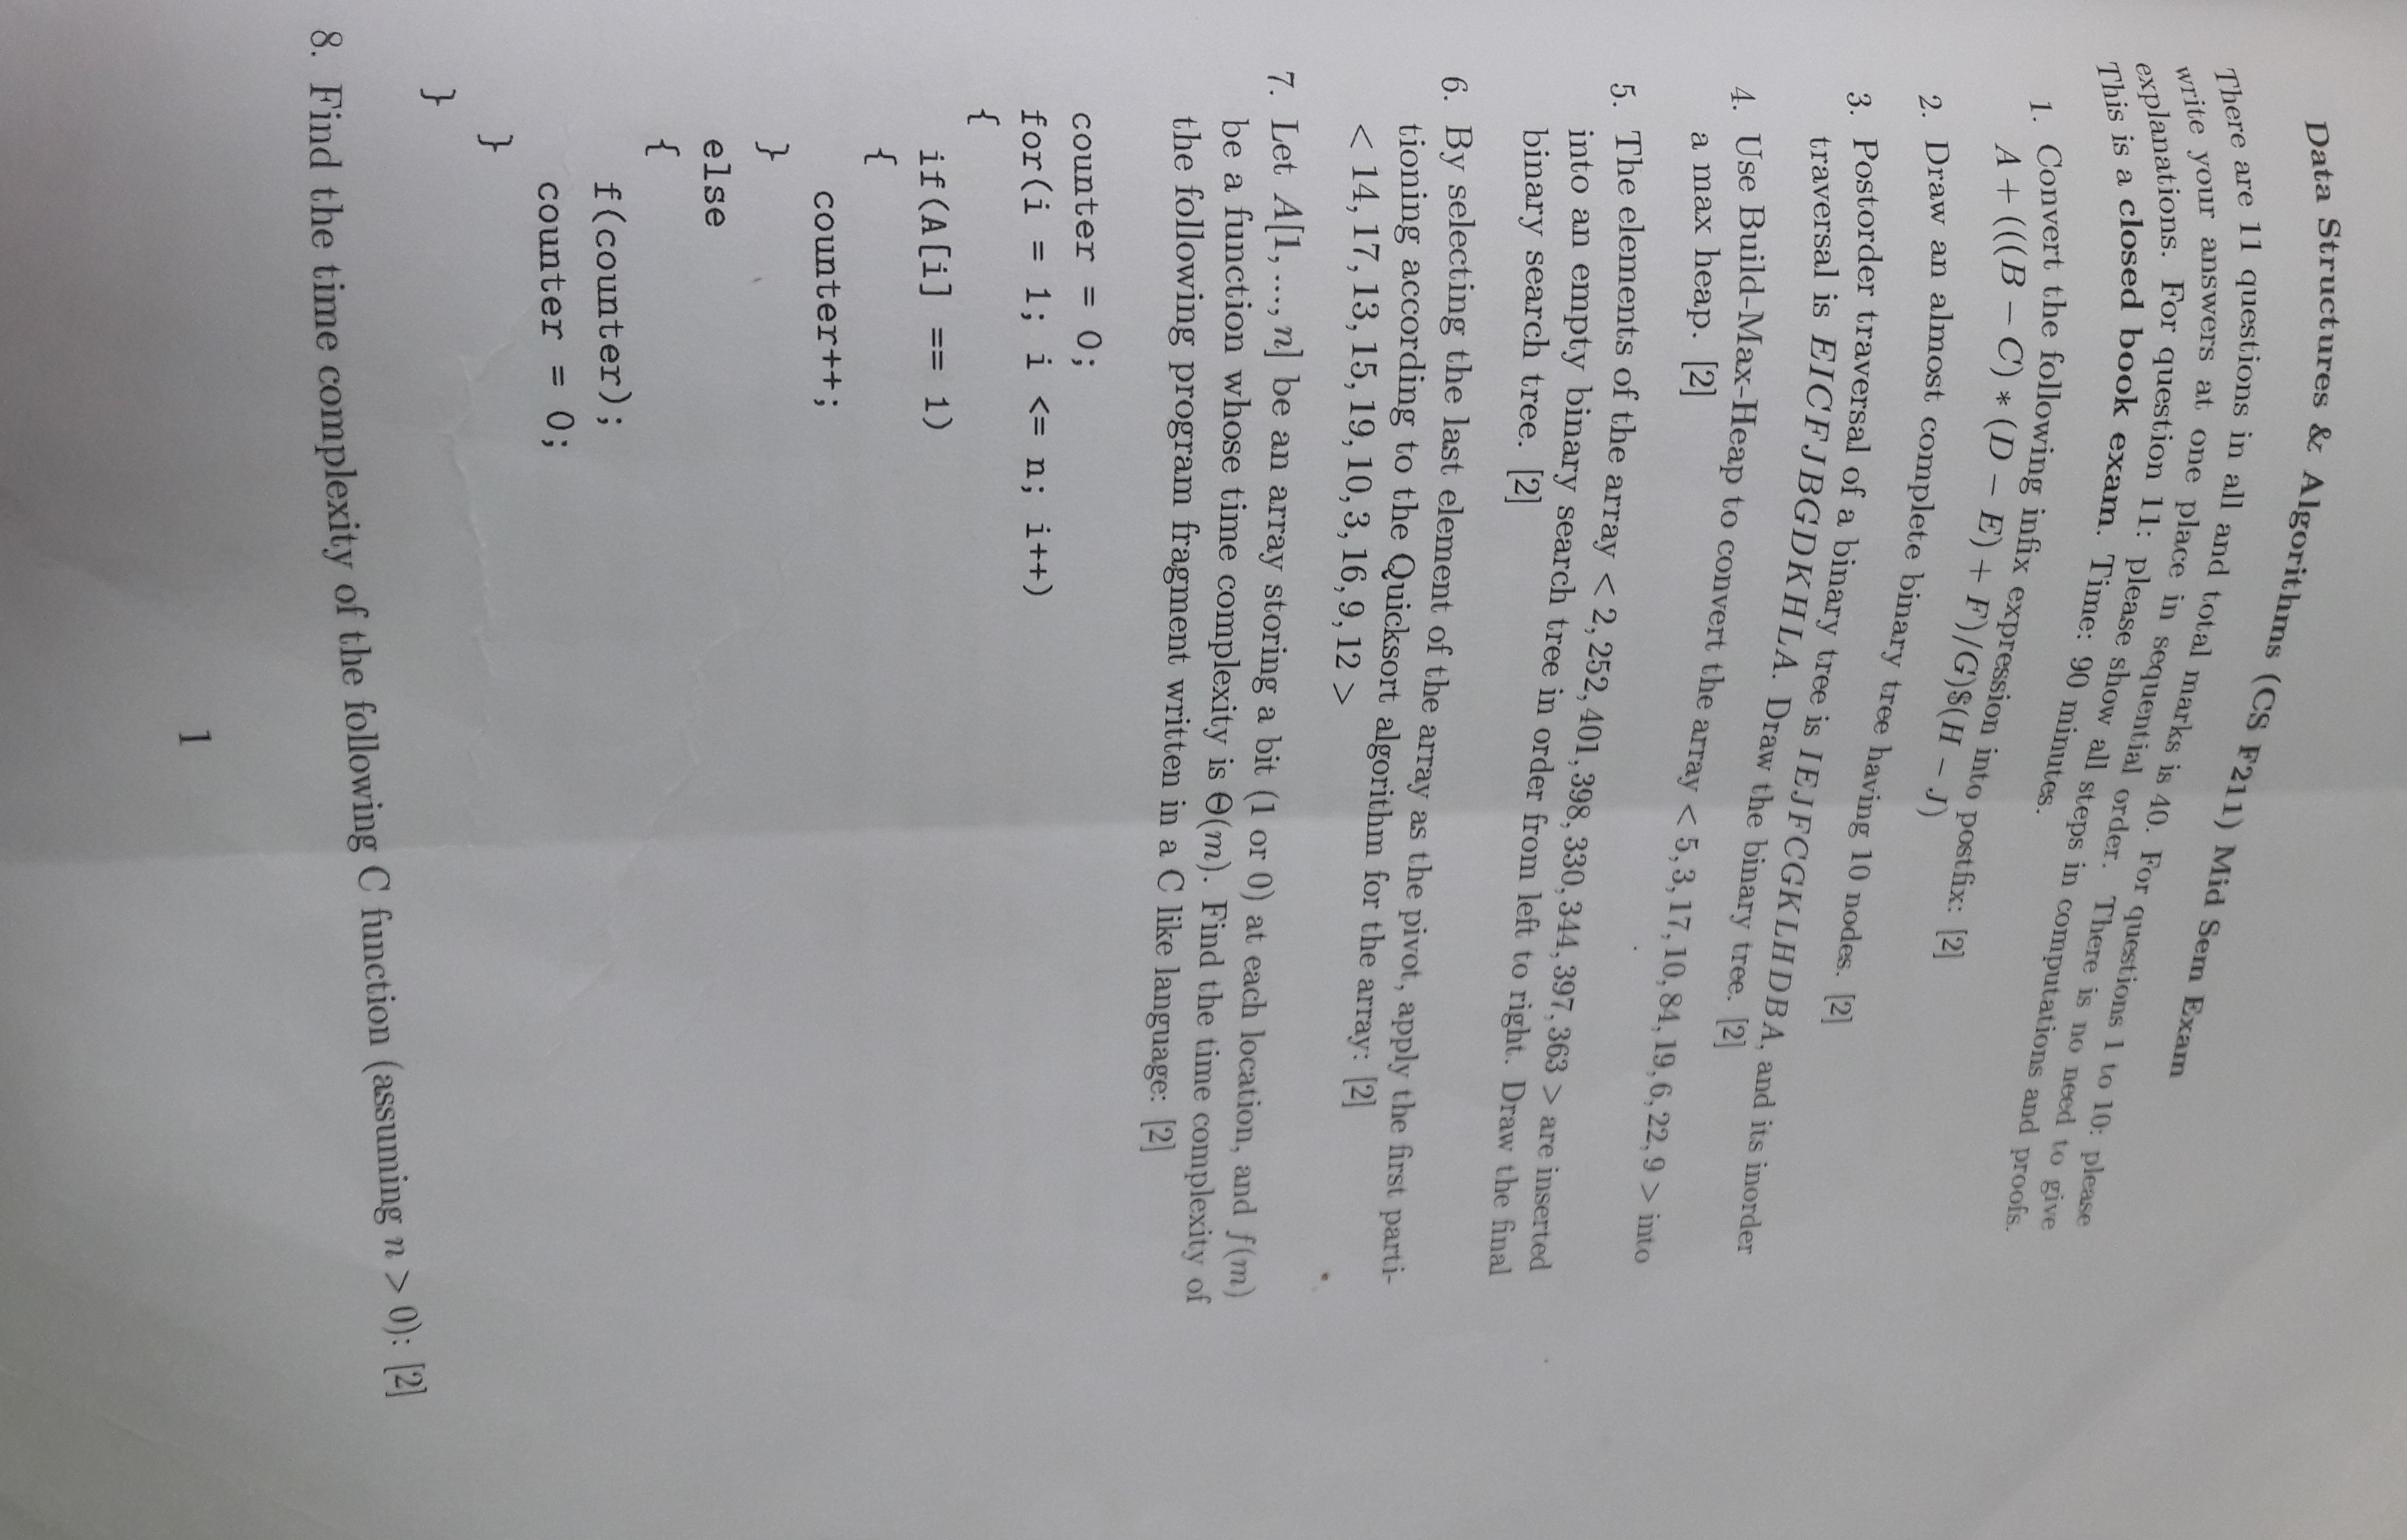 Data Structures & Algorithms (CS F211) Mid Sem Exam
There are 11 questions in all and total marks is 40. For questions 1 to 10: please
write your answers at one place in sequential order. There is no need to give
explanations. For question 11: please show all steps in computations and proofs.
This is a closed book exam. Time: 90 minutes.
1. Convert the following infix expression into postfix: [2]
A + (((B − C) ∗ (D − E) + F)/G)$(H − J)
2. Draw an almost complete binary tree having 10 nodes. [2]
3. Postorder traversal of a binary tree is IEJFCGKLHDBA, and its inorder
traversal is EICFJBGDKHLA. Draw the binary tree. [2]
4. Use Build-Max-Heap to convert the array < 5, 3, 17, 10, 84, 19, 6, 22, 9 > into
a max heap. [2]
5. The elements of the array < 2, 252, 401, 398, 330, 344, 397, 363 > are inserted
into an empty binary search tree in order from left to right. Draw the final
binary search tree. [2]
6. By selecting the last element of the array as the pivot, apply the first parti-
tioning according to the Quicksort algorithm for the array: [2]
< 14, 17, 13, 15, 19, 10, 3, 16, 9, 12 >
7. Let A[1, ..., n] be an array storing a bit (1 or 0) at each location, and f(m)
be a function whose time complexity is Θ(m). Find the time complexity of
the following program fragment written in a C like language: [2]
counter = 0;
for(i = 1; i <= n; i++)
{
if(A[i] == 1)
{
counter++;
}
else
{
f(counter);
counter = 0;
}
}
8. Find the time complexity of the following C function (assuming n > 0): [2]
1